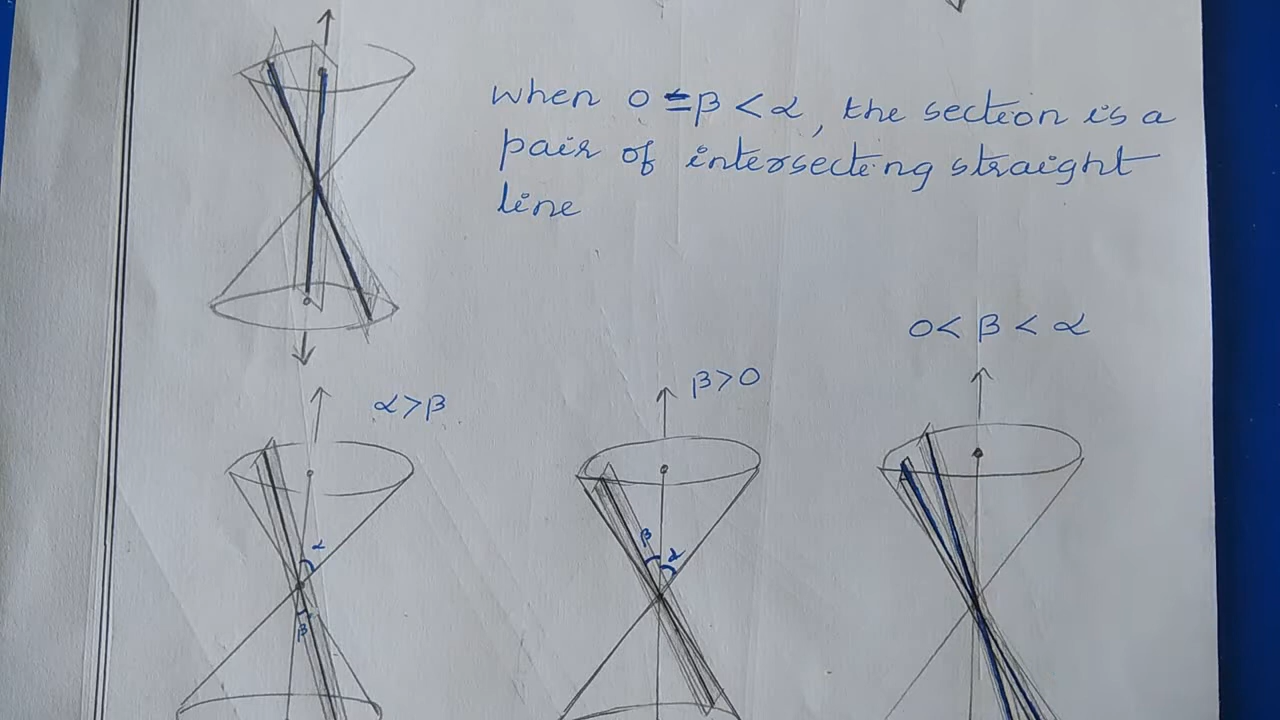 When 0 ≤ β < α, the section is a
pair of intersecting straight
line
0 < β < α
α > β
β > 0
α
β
β
α